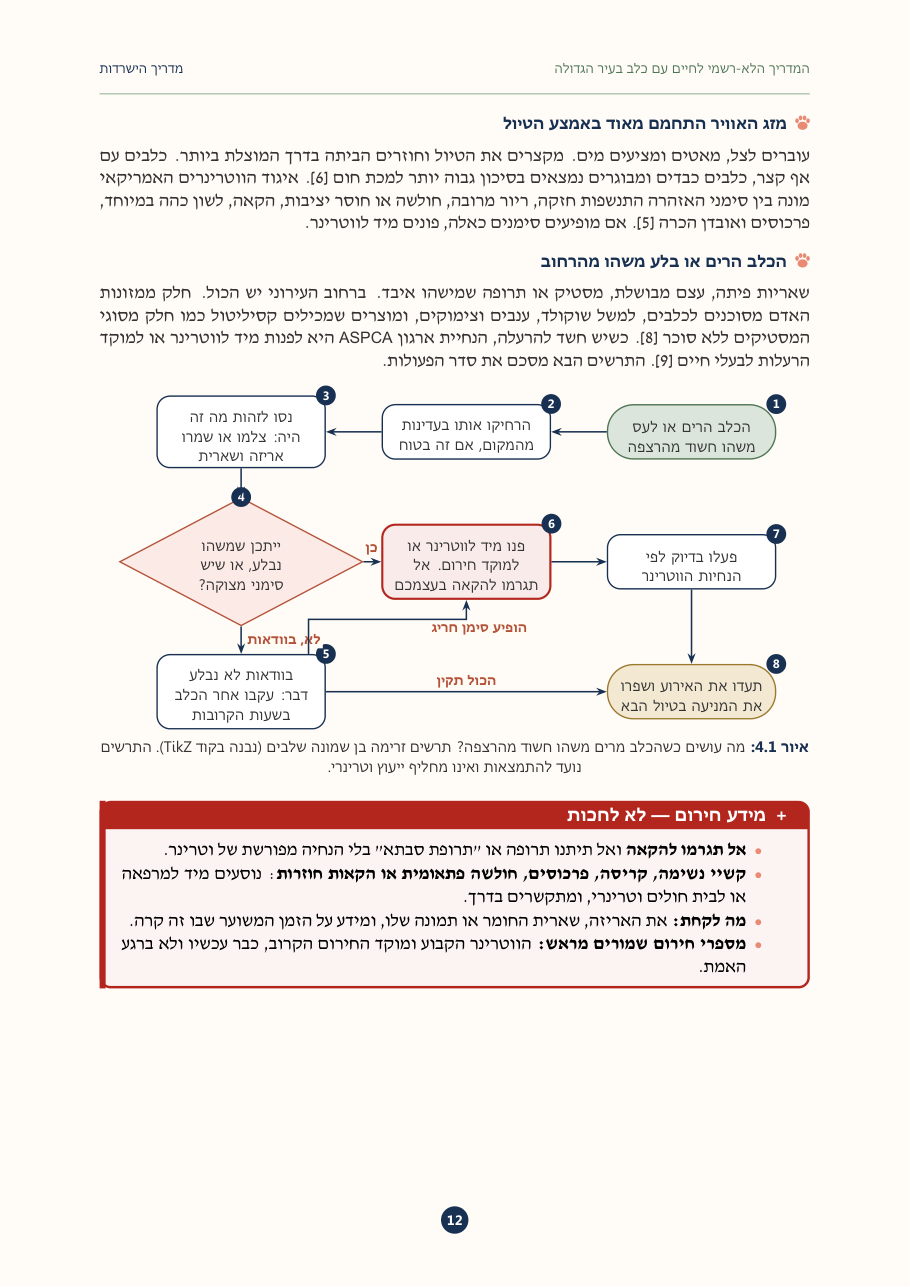 המדריך הלא-רשמי לחיים עם כלב בעיר הגדולה
מדריך הישרדות
מזג האוויר התחמם מאוד באמצע הטיול
עוברים לצל, מאטים ומציעים מים. מקצרים את הטיול וחוזרים הביתה בדרך המוצלת ביותר. כלבים עם
אף קצר, כלבים כבדים ומבוגרים נמצאים בסיכון גבוה יותר למכת חום [6]. איגוד הווטרינרים האמריקאי
מונה בין סימני האזהרה התנשפות חזקה, ריור מרובה, חולשה או חוסר יציבות, הקאה, לשון כהה במיוחד,
פרכוסים ואובדן הכרה [5]. אם מופיעים סימנים כאלה, פונים מיד לווטרינר.
הכלב הרים או בלע משהו מהרחוב
שאריות פיתה, עצם מבושלת, מסטיק או תרופה שמישהו איבד. ברחוב העירוני יש הכול. חלק ממזונות
האדם מסוכנים לכלבים, למשל שוקולד, ענבים וצימוקים, ומוצרים שמכילים קסיליטול כמו חלק מסוגי
המסטיקים ללא סוכר [8]. כשיש חשד להרעלה, הנחיית ארגון ASPCA היא לפנות מיד לווטרינר או למוקד
הרעלות לבעלי חיים [9]. התרשים הבא מסכם את סדר הפעולות.
1
הכלב הרים או לעס
משהו חשוד מהרצפה
2
הרחיקו אותו בעדינות
מהמקום, אם זה בטוח
3
נסו לזהות מה זה
היה: צלמו או שמרו
אריזה ושארית
4
ייתכן שמשהו
נבלע, או שיש
סימני מצוקה?
כן
לא, בוודאות
5
בוודאות לא נבלע
דבר: עקבו אחר הכלב
בשעות הקרובות
הופיע סימן חריג
הכול תקין
6
פנו מיד לווטרינר או
למוקד חירום. אל
תגרמו להקאה בעצמכם
7
פעלו בדיוק לפי
הנחיות הווטרינר
8
תעדו את האירוע ושפרו
את המניעה בטיול הבא
איור 4.1: מה עושים כשהכלב מרים משהו חשוד מהרצפה? תרשים זרימה בן שמונה שלבים (נבנה בקוד TikZ). התרשים
נועד להתמצאות ואינו מחליף ייעוץ וטרינרי.
+ מידע חירום — לא לחכות
• אל תגרמו להקאה ואל תיתנו תרופה או ״תרופת סבתא״ בלי הנחיה מפורשת של וטרינר.
• קשיי נשימה, קריסה, פרכוסים, חולשה פתאומית או הקאות חוזרות: נוסעים מיד למרפאה
או לבית חולים וטרינרי, ומתקשרים בדרך.
• מה לקחת: את האריזה, שארית החומר או תמונה שלו, ומידע על הזמן המשוער שבו זה קרה.
• מספרי חירום שמורים מראש: הווטרינר הקבוע ומוקד החירום הקרוב, כבר עכשיו ולא ברגע
האמת.
12